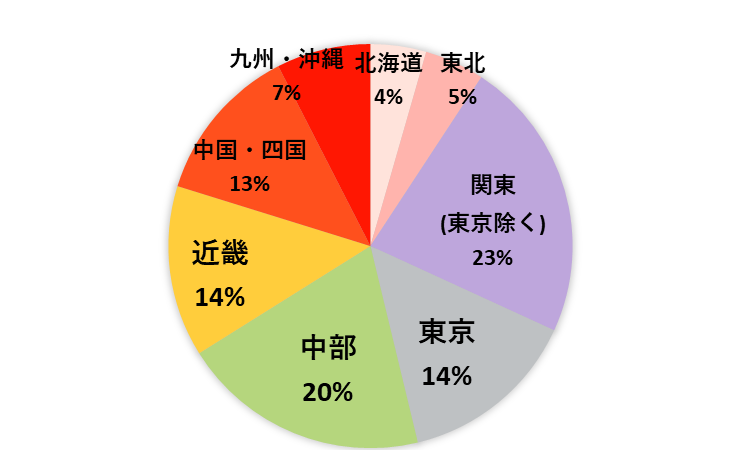 九州・沖縄
7%
北海道
4%
東北
5%
関東
(東京除く)
23%
東京
14%
中部
20%
近畿
14%
中国・四国
13%